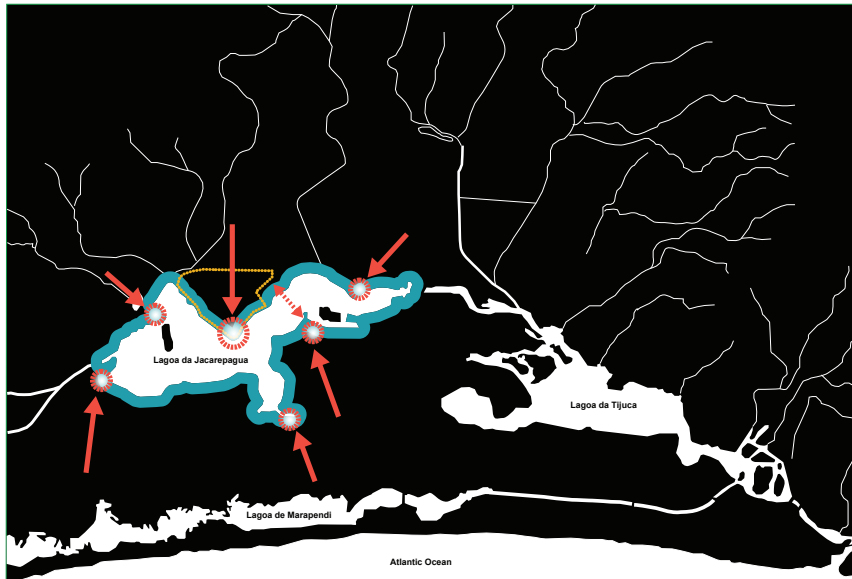 Lagoa da Jacarepagua
Lagoa da Tijuca
Lagoa de Marapendi
Atlantic Ocean